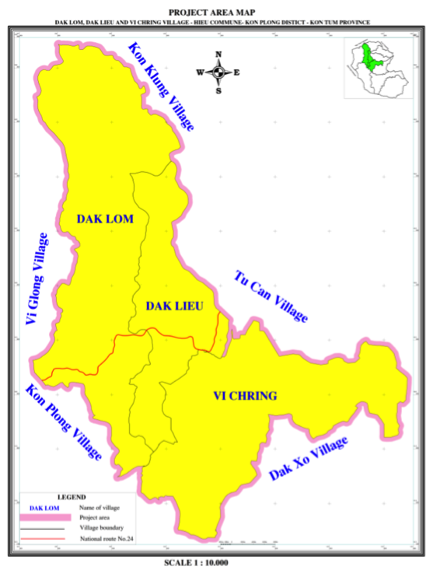 PROJECT AREA MAP
DAK LOM, DAK LIEU AND VI CHRING VILLAGE - HIEU COMMUNE- KON PLONG DISTICT - KON TUM PROVINCE
Kon Klung Village
N
W E
S
DAK LOM
Vi Glong Village
Tu Can Village
DAK LIEU
VI CHRING
Kon Plong Village
Dak Xo Village
LEGEND
DAK LOM Name of village
Project area
Village boundary
National route No.24
SCALE 1 : 10.000